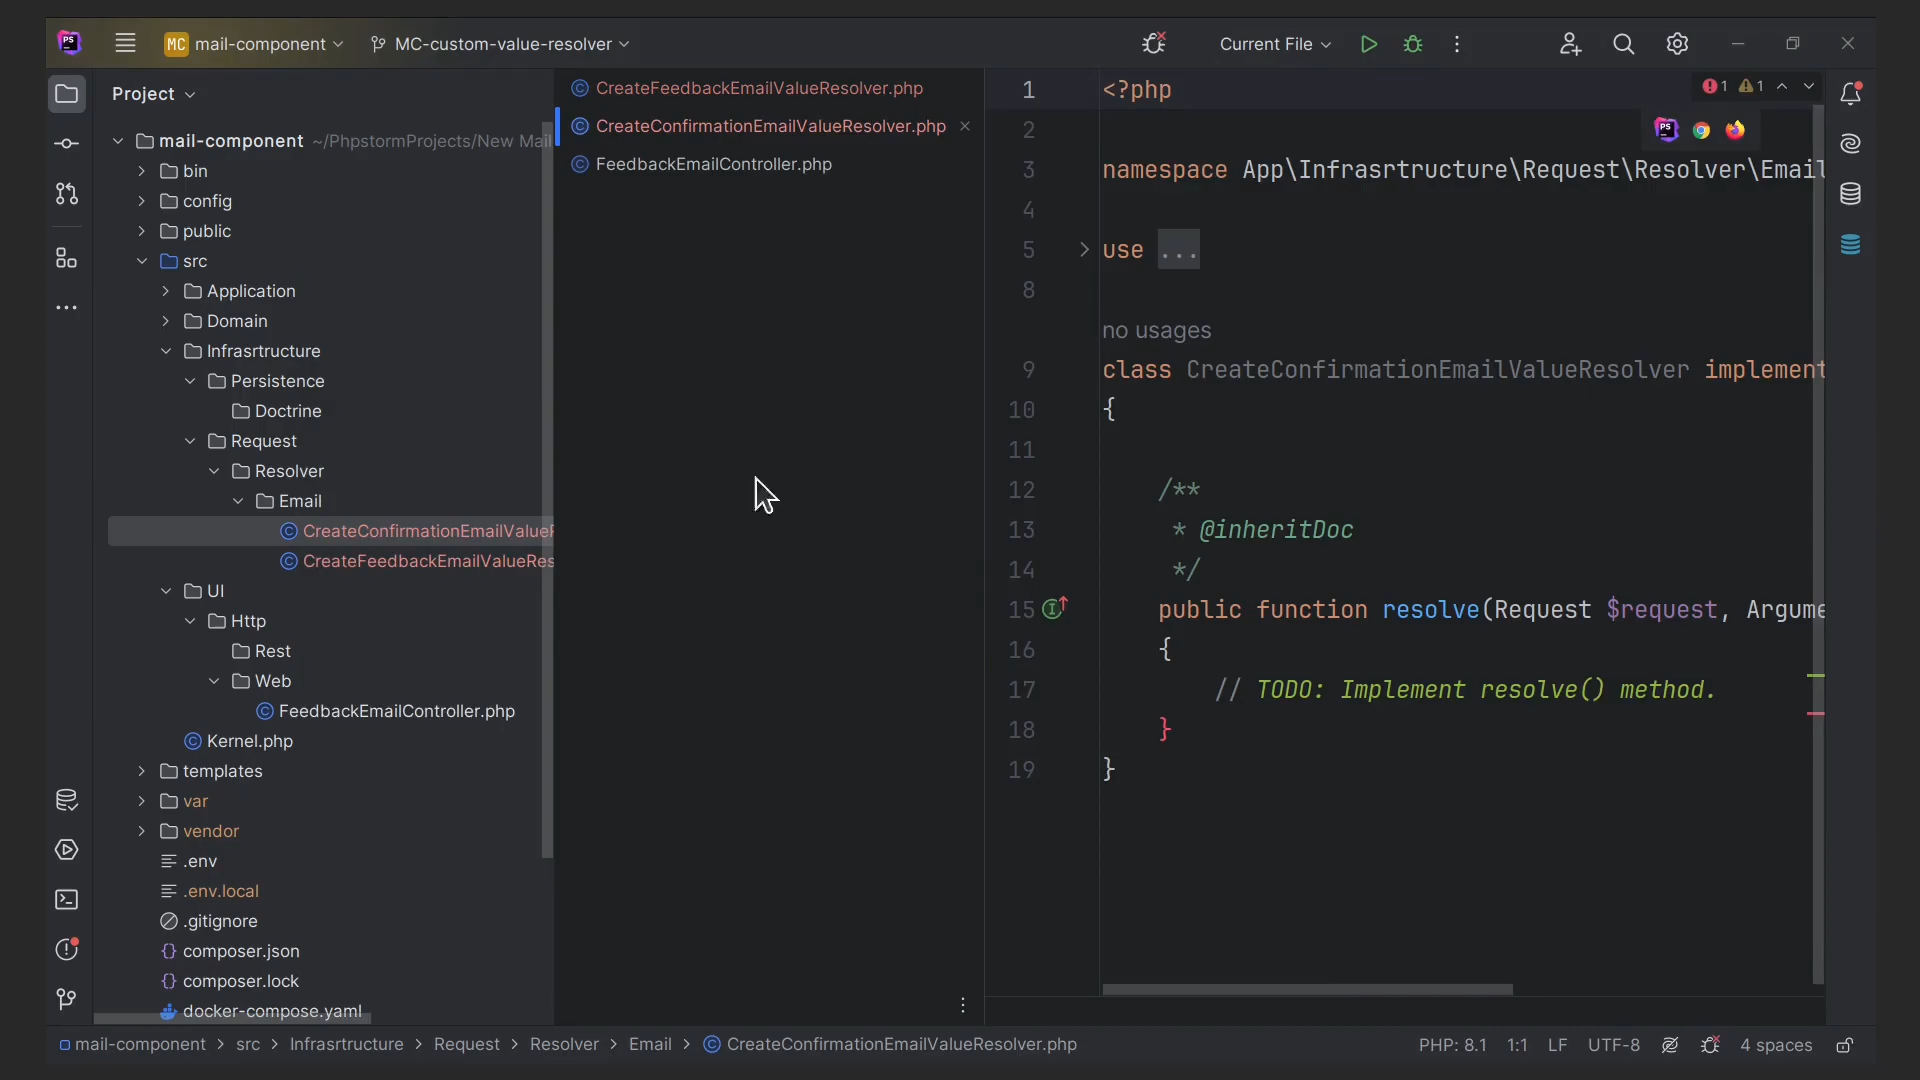 PS MC mail-component MC-custom-value-resolver Current File
Project
mail-component ~/PhpstormProjects/New Mail
bin
config
public
src
Application
Domain
Infrasrtructure
Persistence
Doctrine
Request
Resolver
Email
CreateConfirmationEmailValueR
CreateFeedbackEmailValueRes
UI
Http
Rest
Web
FeedbackEmailController.php
Kernel.php
templates
var
vendor
.env
.env.local
.gitignore
composer.json
composer.lock
docker-compose.yaml
CreateFeedbackEmailValueResolver.php
CreateConfirmationEmailValueResolver.php
FeedbackEmailController.php
1 <?php
1 1
2
PS
3 namespace App\Infrasrtructure\Request\Resolver\Email
4
5 use ...
8
no usages
9 class CreateConfirmationEmailValueResolver implement
10 {
11
12 /**
13 * @inheritDoc
14 */
15 public function resolve(Request $request, Argume
16 {
17 // TODO: Implement resolve() method.
18 }
19 }
mail-component > src > Infrasrtructure > Request > Resolver > Email > CreateConfirmationEmailValueResolver.php
PHP: 8.1 1:1 LF UTF-8 4 spaces